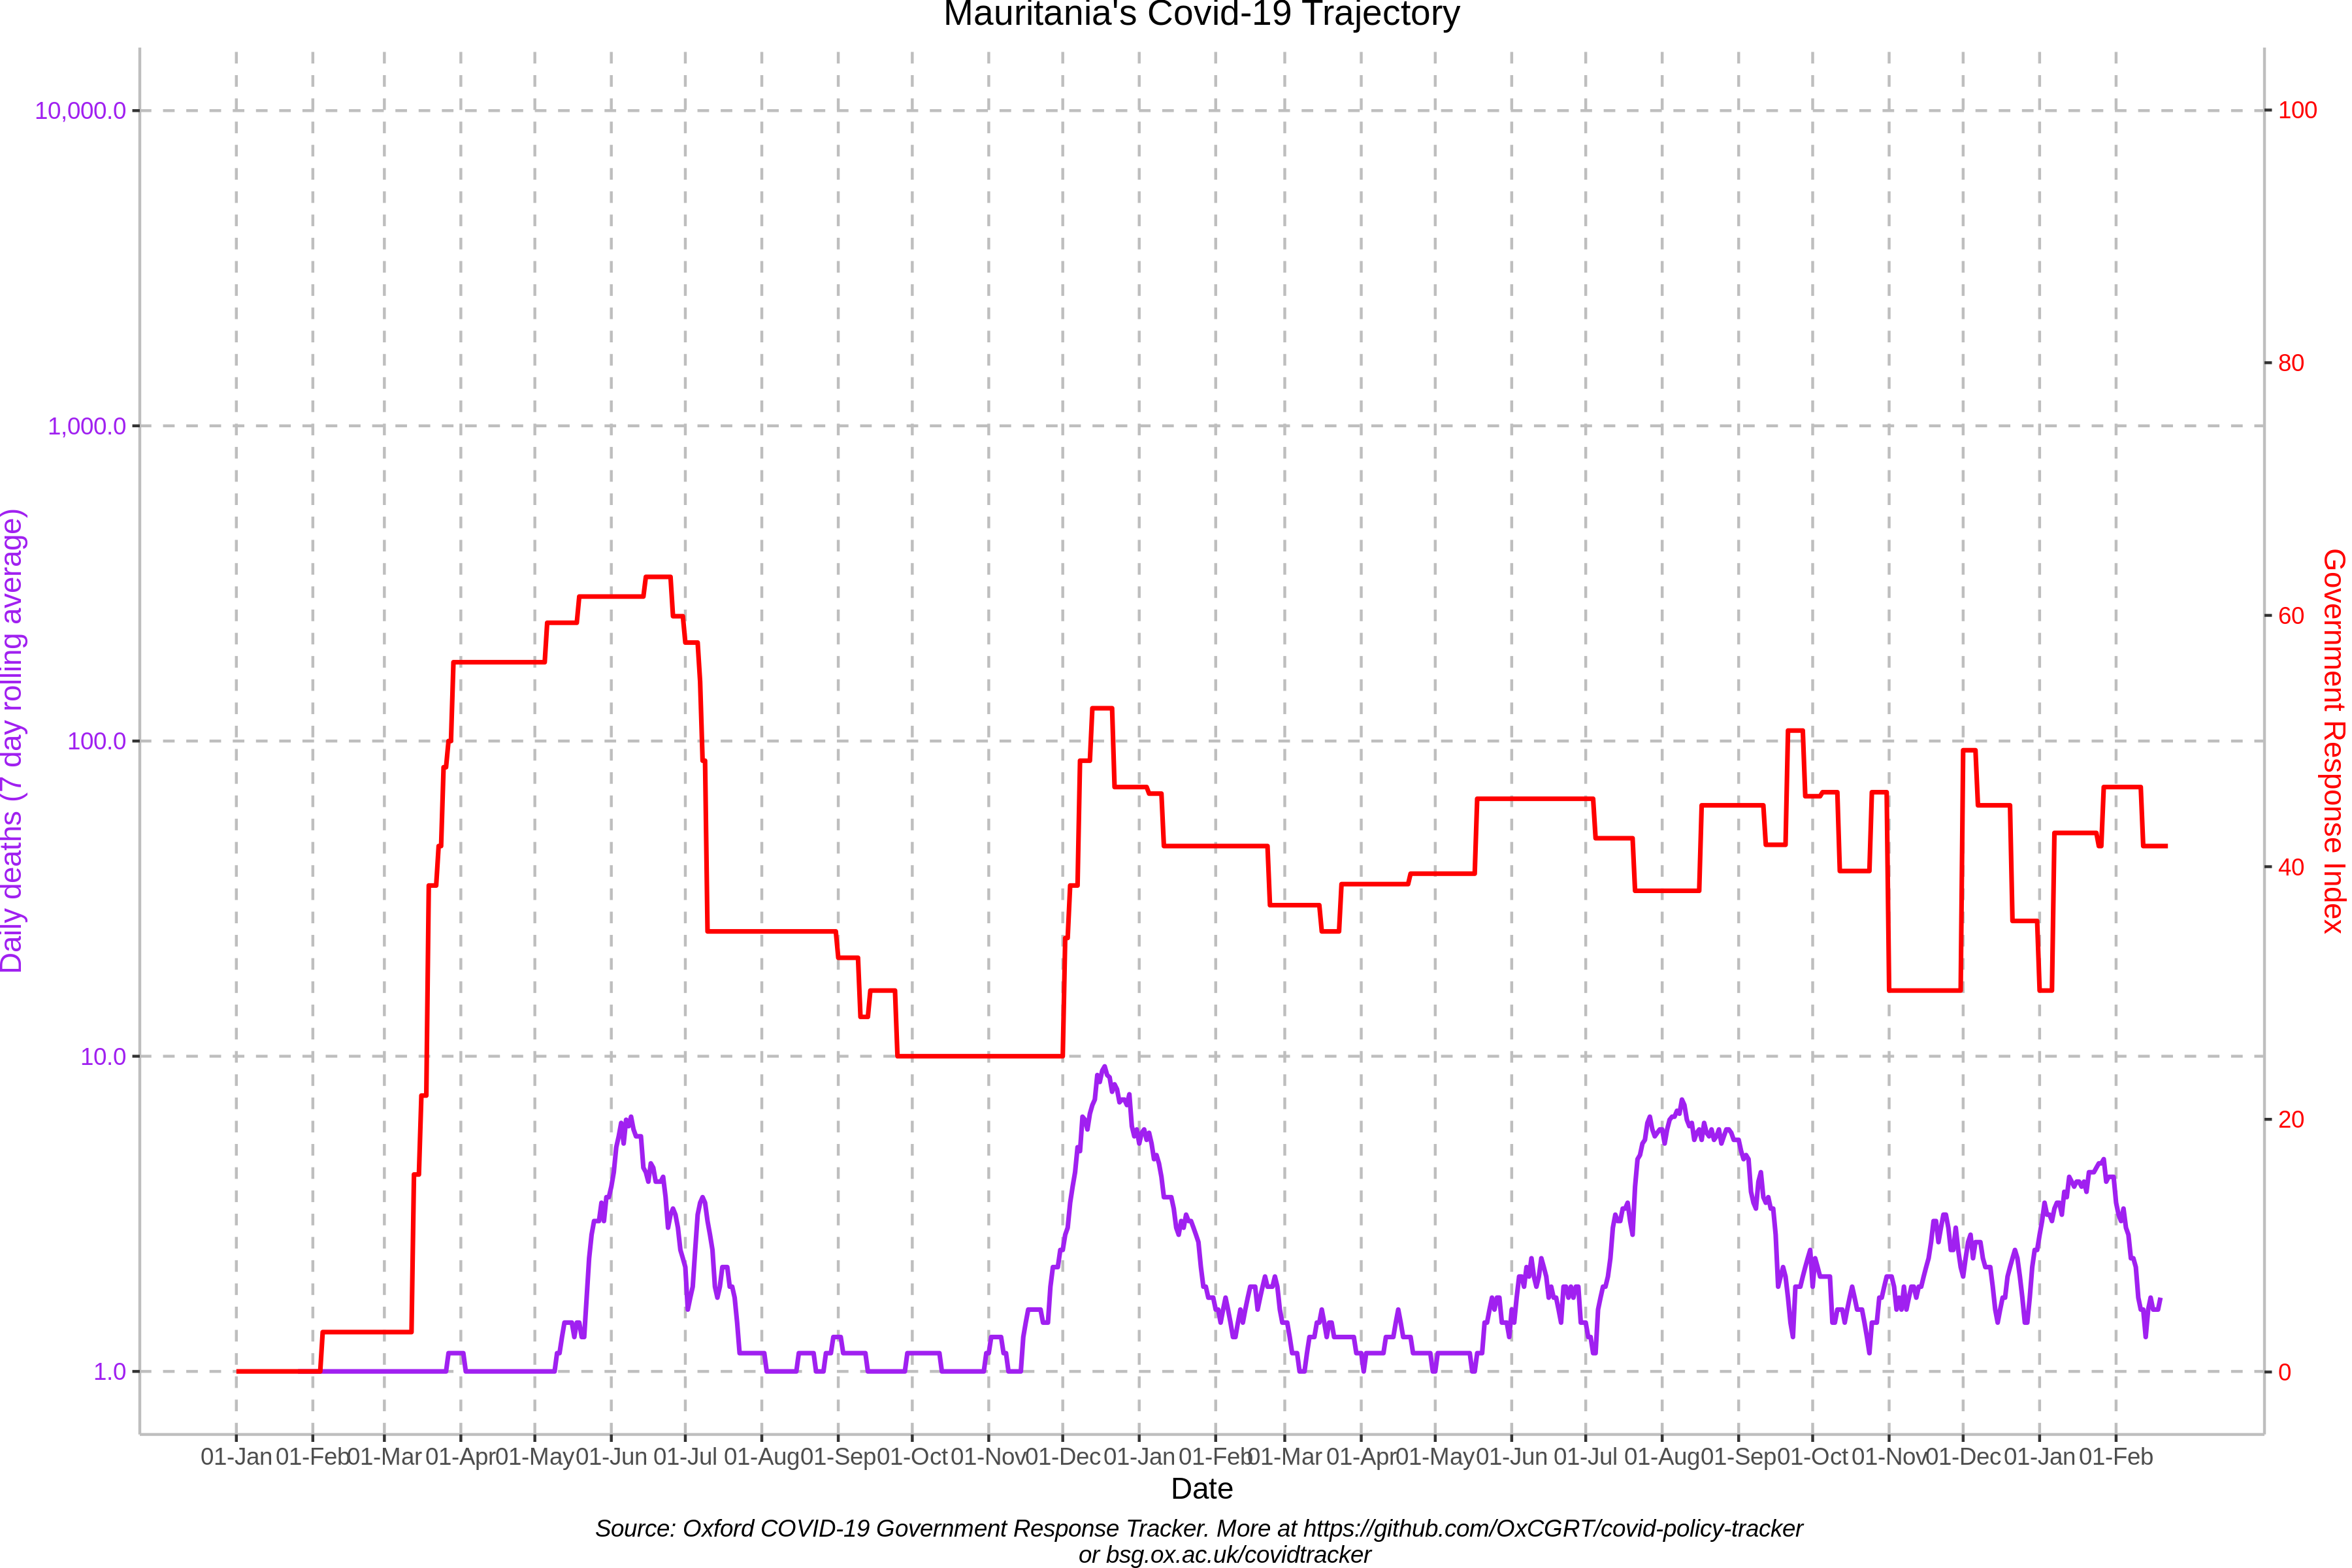 Mauritania's Covid-19 Trajectory
10,000.0
1,000.0
100.0
10.0
1.0
Daily deaths (7 day rolling average)
100
80
60
40
20
0
Government Response Index
01-Jan 01-Feb 01-Mar 01-Apr 01-May 01-Jun 01-Jul 01-Aug 01-Sep 01-Oct 01-Nov 01-Dec 01-Jan 01-Feb 01-Mar 01-Apr 01-May 01-Jun 01-Jul 01-Aug 01-Sep 01-Oct 01-Nov 01-Dec 01-Jan 01-Feb
Date
Source: Oxford COVID-19 Government Response Tracker. More at https://github.com/OxCGRT/covid-policy-tracker
or bsg.ox.ac.uk/covidtracker